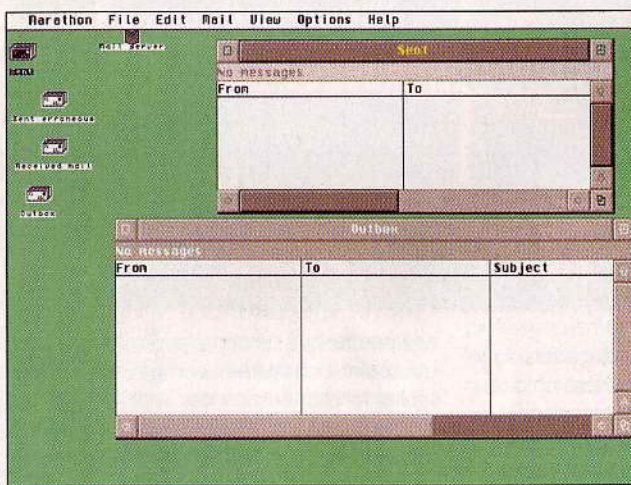 Marathon File Edit Mail View Options Help
Mail Server
Sent
Sent
No messages
From To
Sent erroneous
Received mail
Outbox
Outbox
No messages
From To Subject